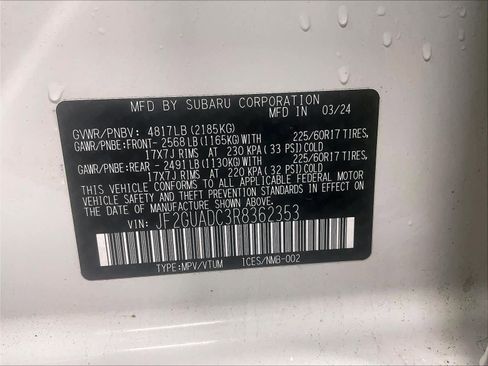 MFD BY SUBARU CORPORATION
MFD IN 03/24
GVWR/PNBV: 4817LB(2185KG)
GAWR/PNBE:FRONT-2568LB(1165KG)WITH 225/60R17 TIRES,
17X7J RIMS AT 230 KPA(33 PSI)COLD
GAWR/PNBE:REAR -2491LB(1130KG)WITH 225/60R17 TIRES,
17X7J RIMS AT 220 KPA(32 PSI)COLD
THIS VEHICLE CONFORMS TO ALL APPLICABLE FEDERAL MOTOR
VEHICLE SAFETY AND THEFT PREVENTION STANDARDS IN EFFECT ON
THE DATE OF MANUFACTURE SHOWN ABOVE.
VIN: JF2GUADC3R8362353
TYPE:MPV/VTUM ICES/NMB-002